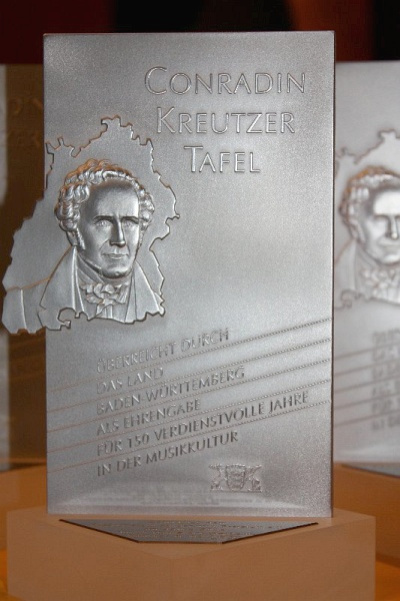 CONRADIN
KREUTZER
TAFEL
ÜBERREICHT DURCH
DAS LAND
BADEN-WÜRTTEMBERG
ALS EHRENGABE
FÜR 150 VERDIENSTVOLLE JAHRE
IN DER MUSIKKULTUR